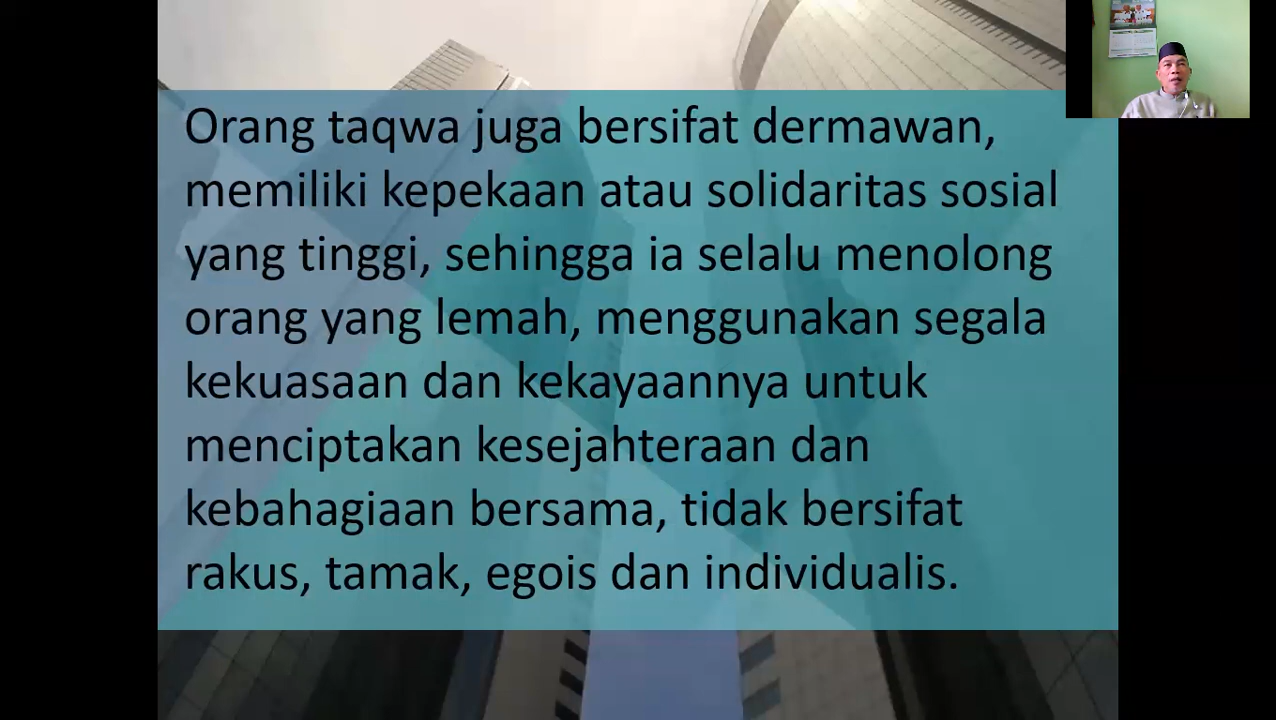 Orang taqwa juga bersifat dermawan,
memiliki kepekaan atau solidaritas sosial
yang tinggi, sehingga ia selalu menolong
orang yang lemah, menggunakan segala
kekuasaan dan kekayaannya untuk
menciptakan kesejahteraan dan
kebahagiaan bersama, tidak bersifat
rakus, tamak, egois dan individualis.